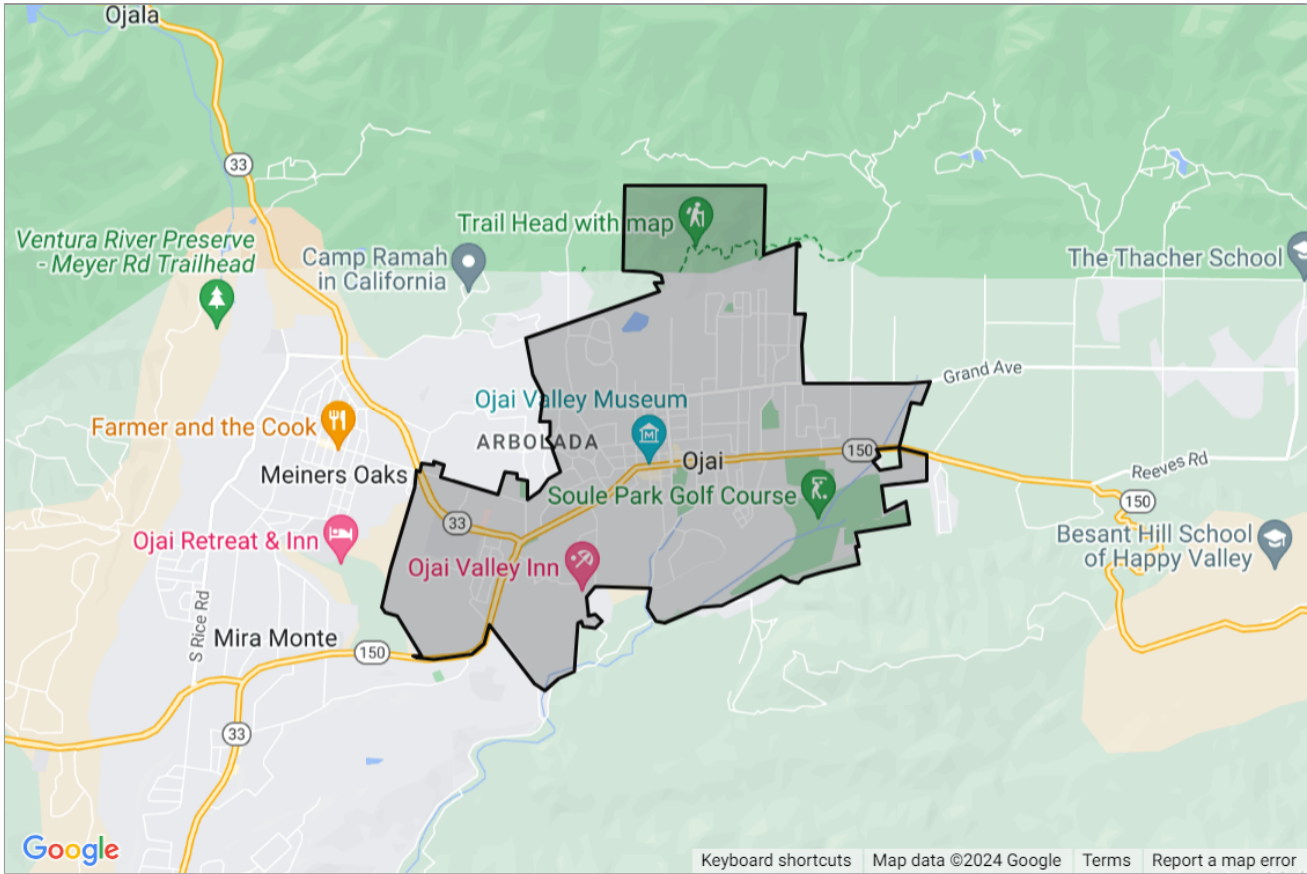 Ojala
33
Trail Head with map
Ventura River Preserve
- Meyer Rd Trailhead
Camp Ramah
in California
The Thacher School
Grand Ave
Ojai Valley Museum
Farmer and the Cook
ARBOLADA
150
Ojai
Meiners Oaks
Reeves Rd
Soule Park Golf Course
150
33
Ojai Retreat & Inn
Ojai Valley Inn
Besant Hill School
of Happy Valley
S Rice Rd
Mira Monte
150
33
Google
Keyboard shortcuts
Map data ©2024 Google
Terms
Report a map error